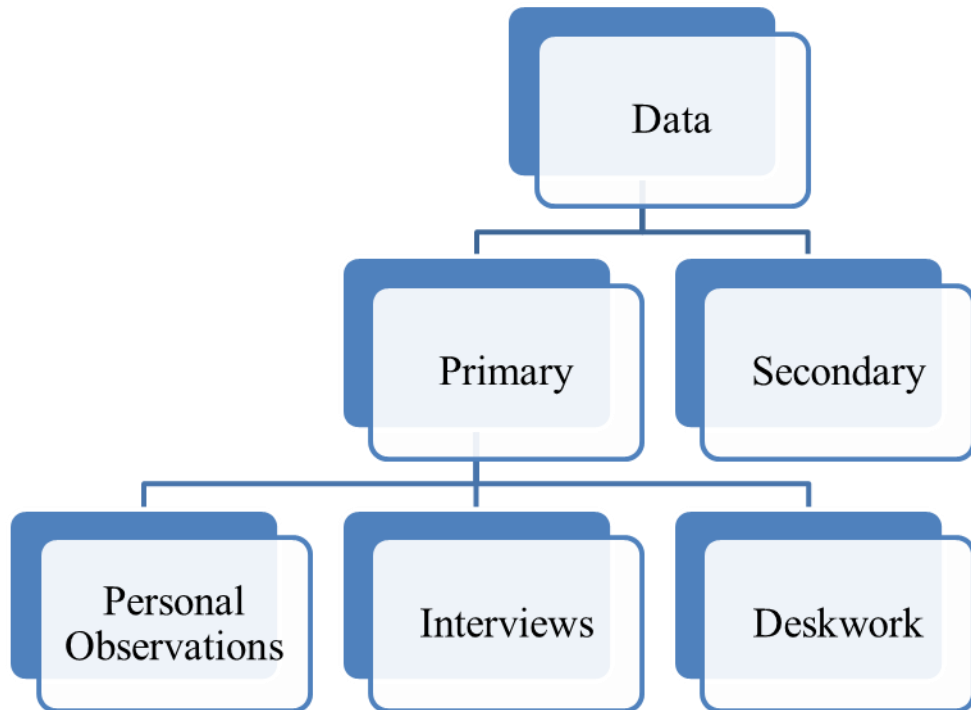 Data
Primary
Secondary
Personal
Observations
Interviews
Deskwork